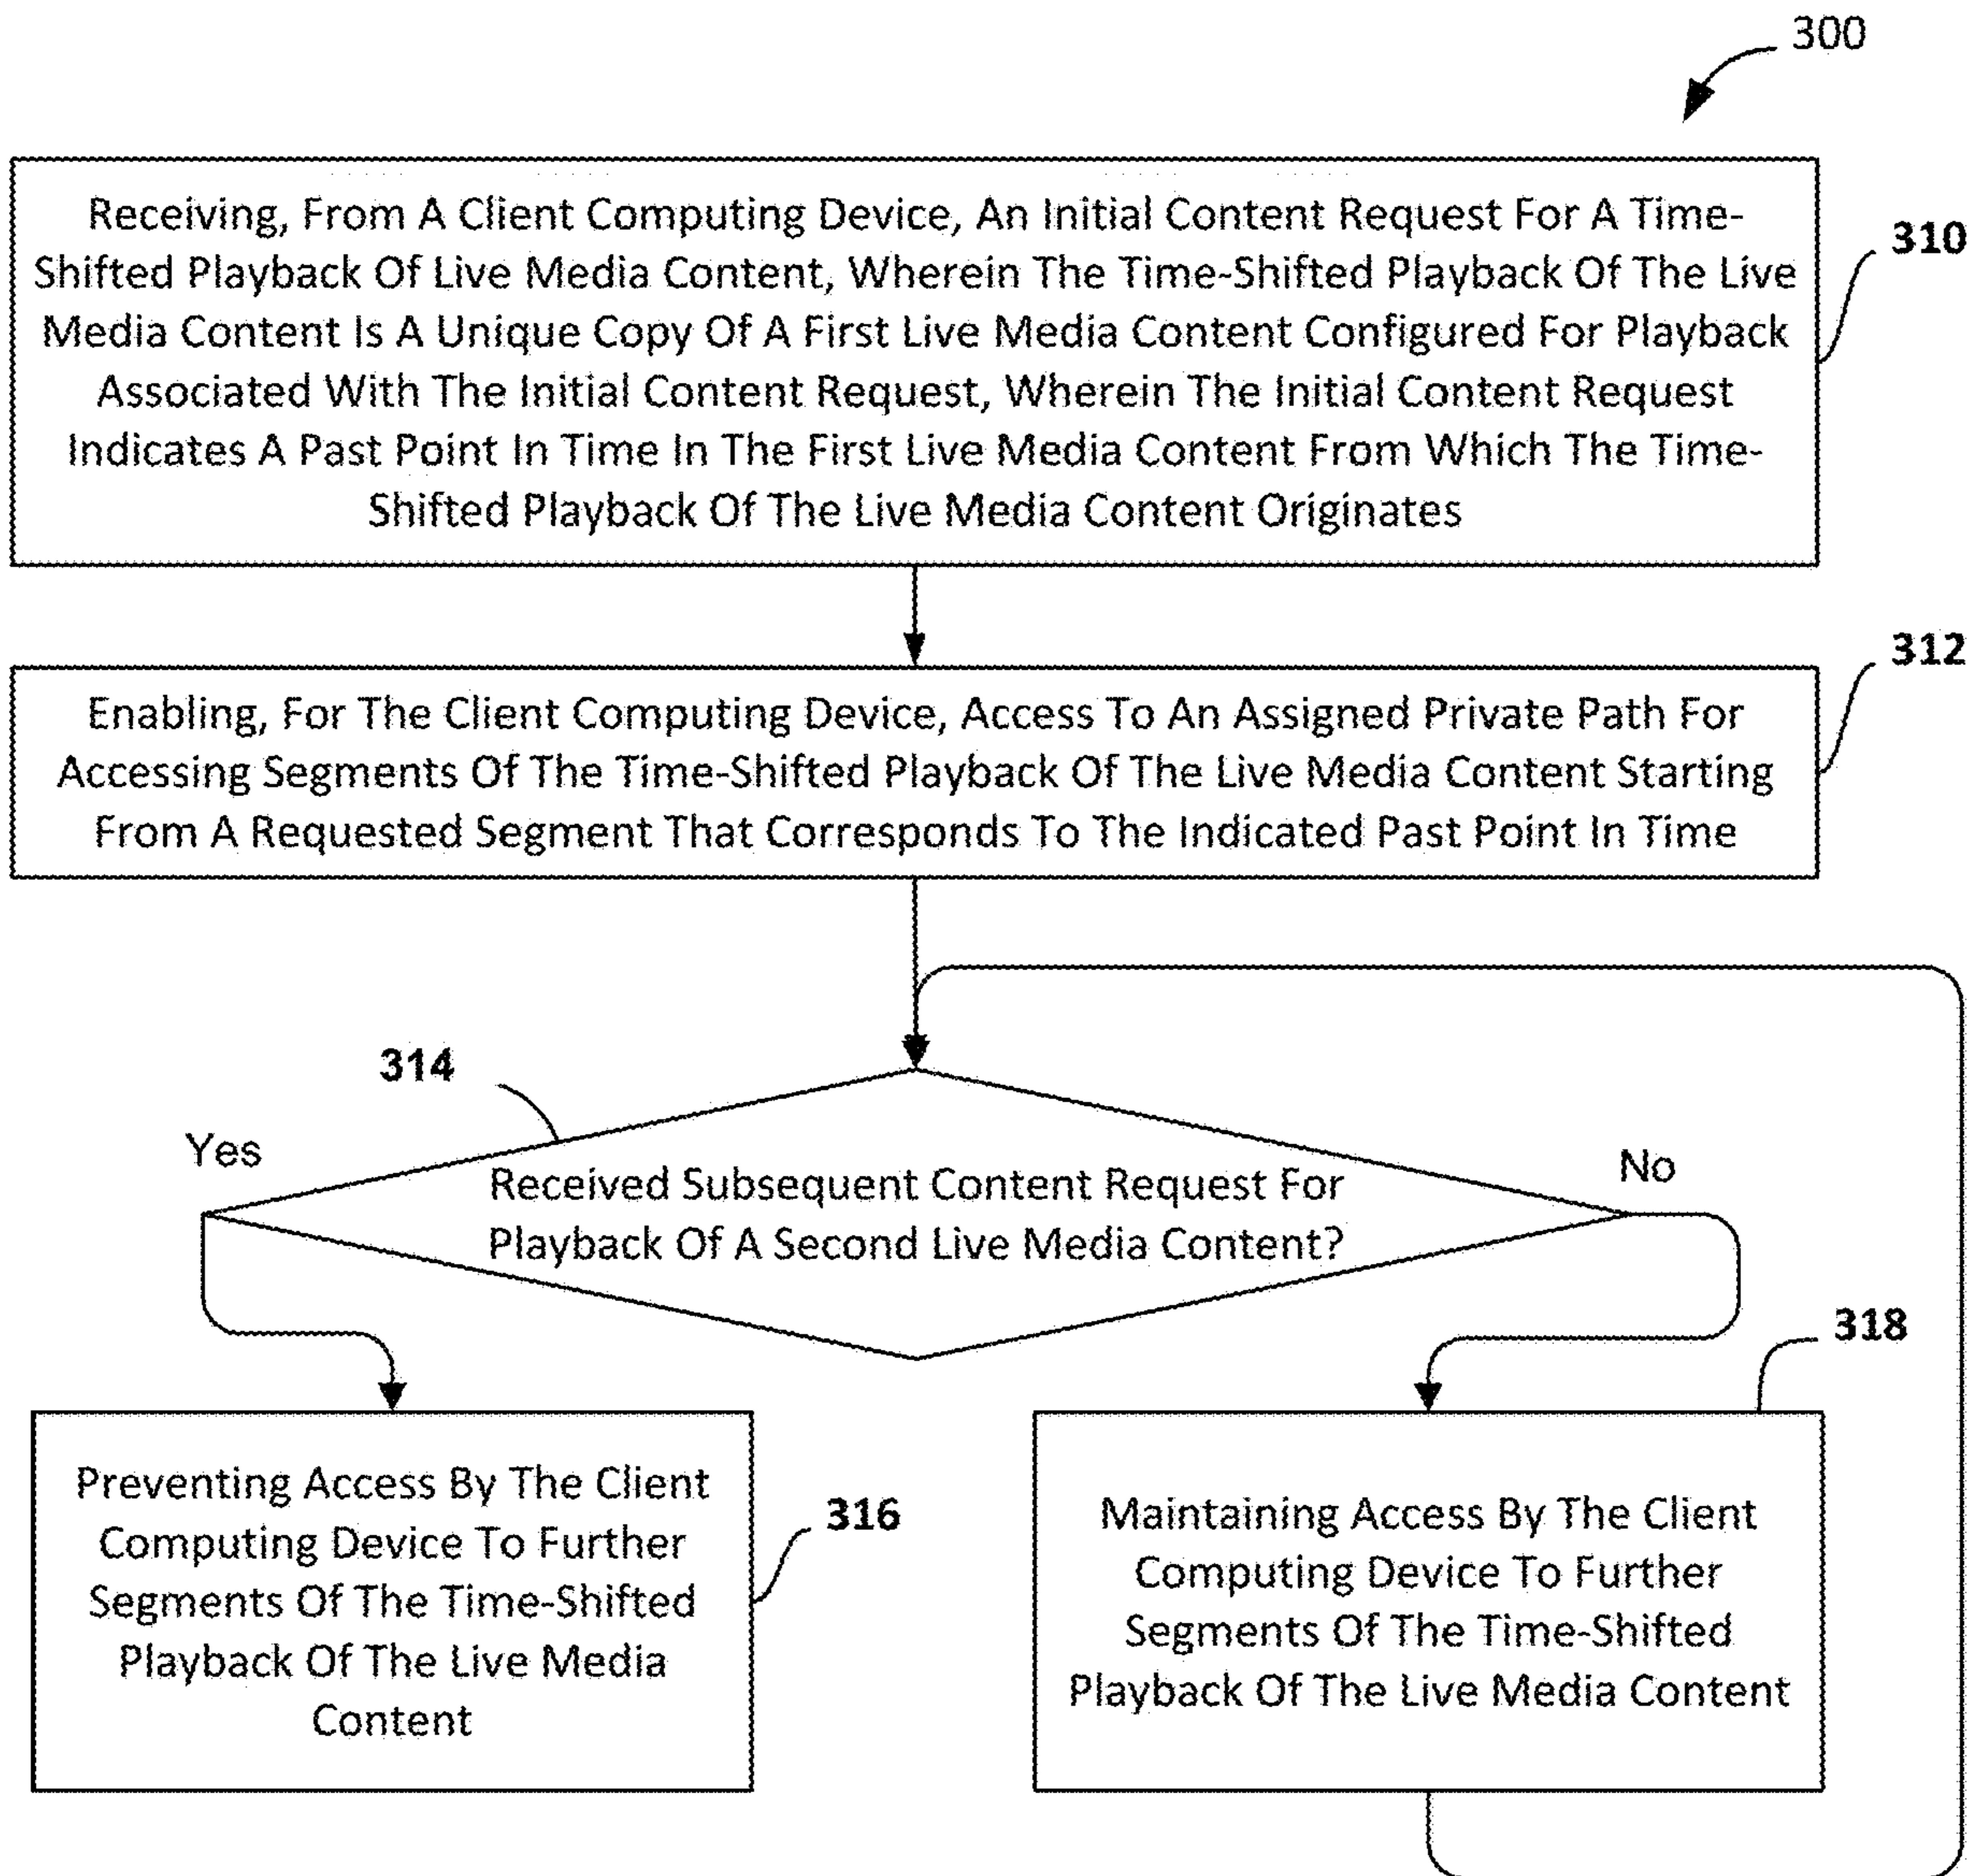 300
Receiving, From A Client Computing Device, An Initial Content Request For A Time-
Shifted Playback Of Live Media Content, Wherein The Time-Shifted Playback Of The Live
Media Content Is A Unique Copy Of A First Live Media Content Configured For Playback
Associated With The Initial Content Request, Wherein The Initial Content Request
Indicates A Past Point In Time In The First Live Media Content From Which The Time-
Shifted Playback Of The Live Media Content Originates
310
Enabling, For The Client Computing Device, Access To An Assigned Private Path For
Accessing Segments Of The Time-Shifted Playback Of The Live Media Content Starting
From A Requested Segment That Corresponds To The Indicated Past Point In Time
312
314
Yes
Received Subsequent Content Request For
Playback Of A Second Live Media Content?
No
Preventing Access By The Client
Computing Device To Further
Segments Of The Time-Shifted
Playback Of The Live Media
Content
316
318
Maintaining Access By The Client
Computing Device To Further
Segments Of The Time-Shifted
Playback Of The Live Media Content